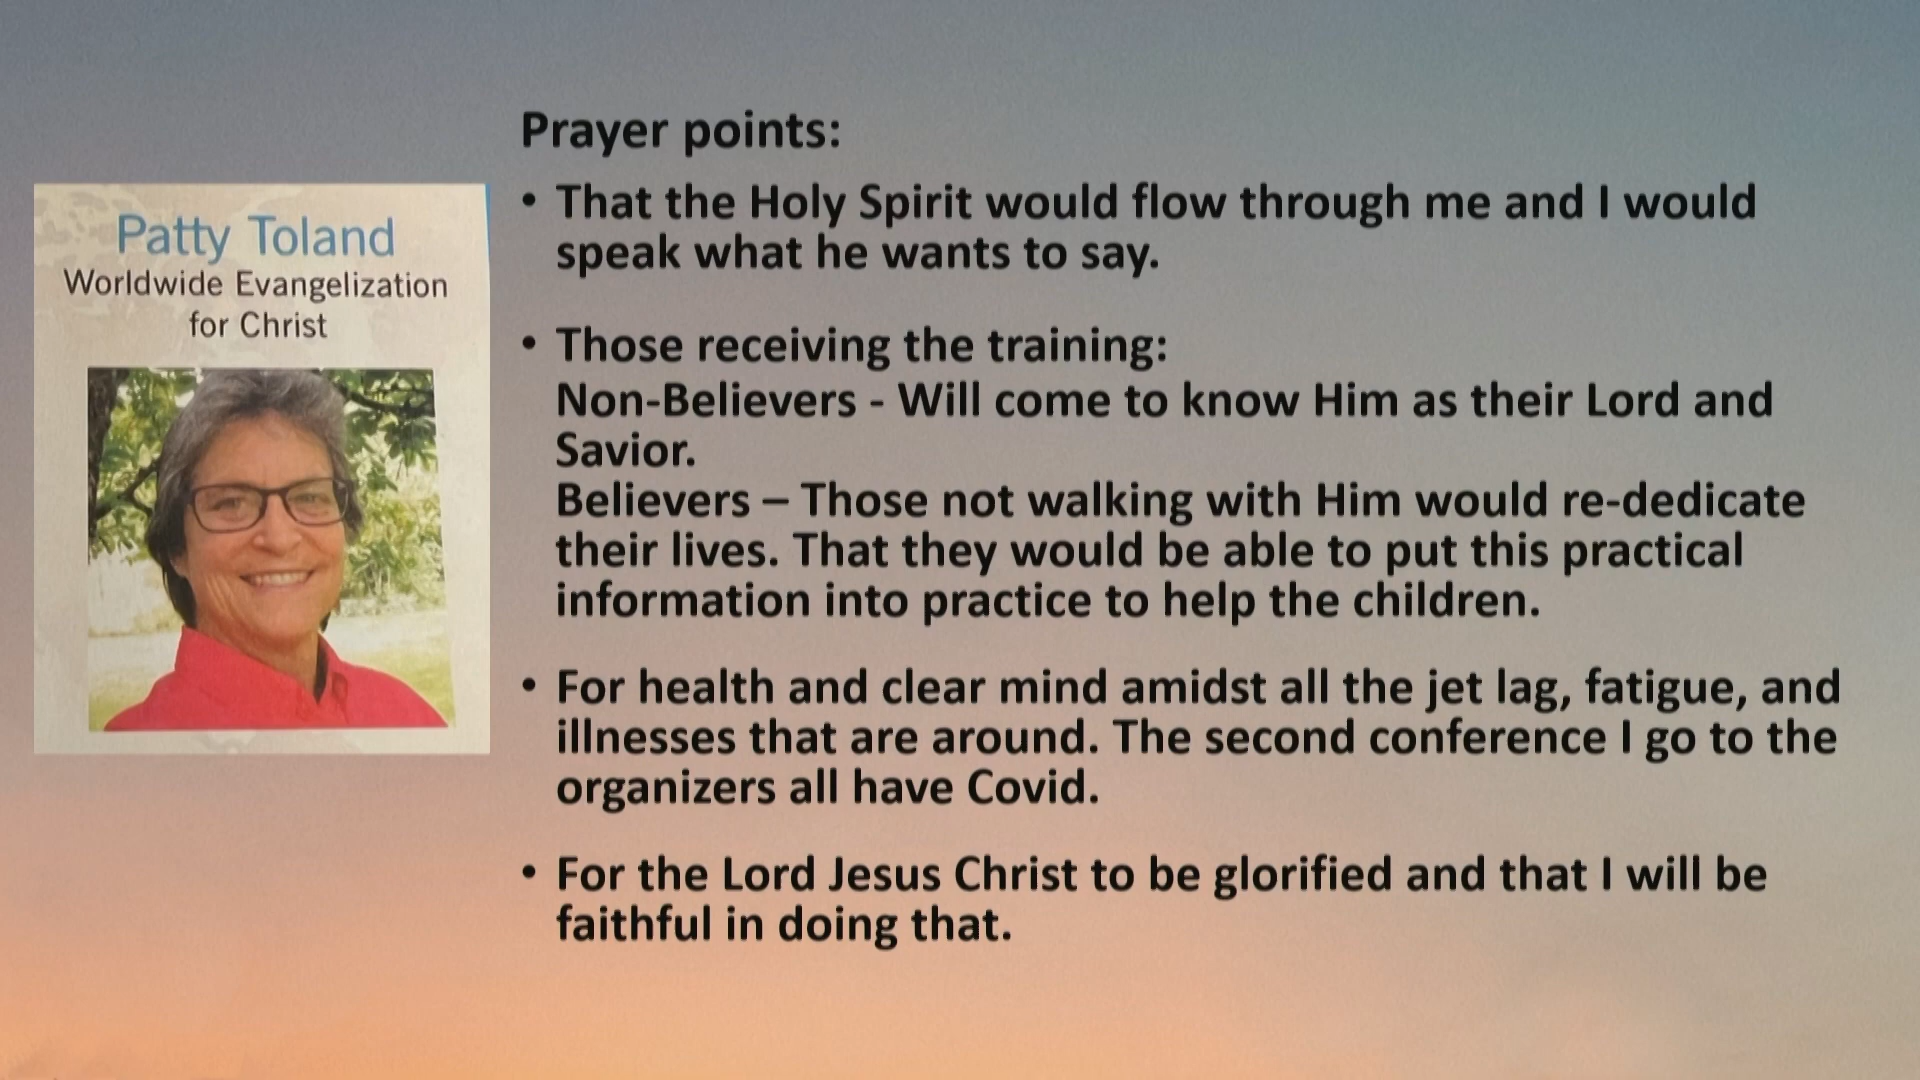 Patty Toland
Worldwide Evangelization
for Christ
Prayer points:
• That the Holy Spirit would flow through me and I would
speak what he wants to say.
• Those receiving the training:
Non-Believers - Will come to know Him as their Lord and
Savior.
Believers – Those not walking with Him would re-dedicate
their lives. That they would be able to put this practical
information into practice to help the children.
• For health and clear mind amidst all the jet lag, fatigue, and
illnesses that are around. The second conference I go to the
organizers all have Covid.
• For the Lord Jesus Christ to be glorified and that I will be
faithful in doing that.